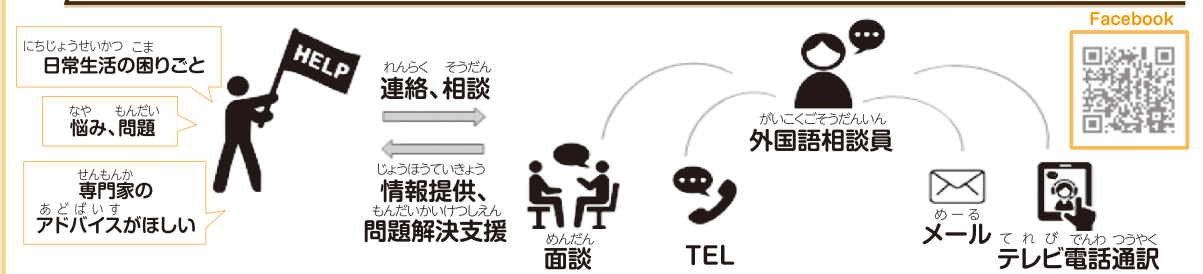 Facebook
にちじょうせいかつ こま
日常生活の困りごと
なや もんだい
悩み、問題
せんもんか
専門家の
あどばいす
アドバイスがほしい
HELP
れんらく そうだん
連絡、相談
じょうほうていきょう
情報提供、
もんだいかいけつしえん
問題解決支援
がいこくごそうだんいん
外国語相談員
めんだん
面談
TEL
めーる
メール
てれび でんわ つうやく
テレビ電話通訳